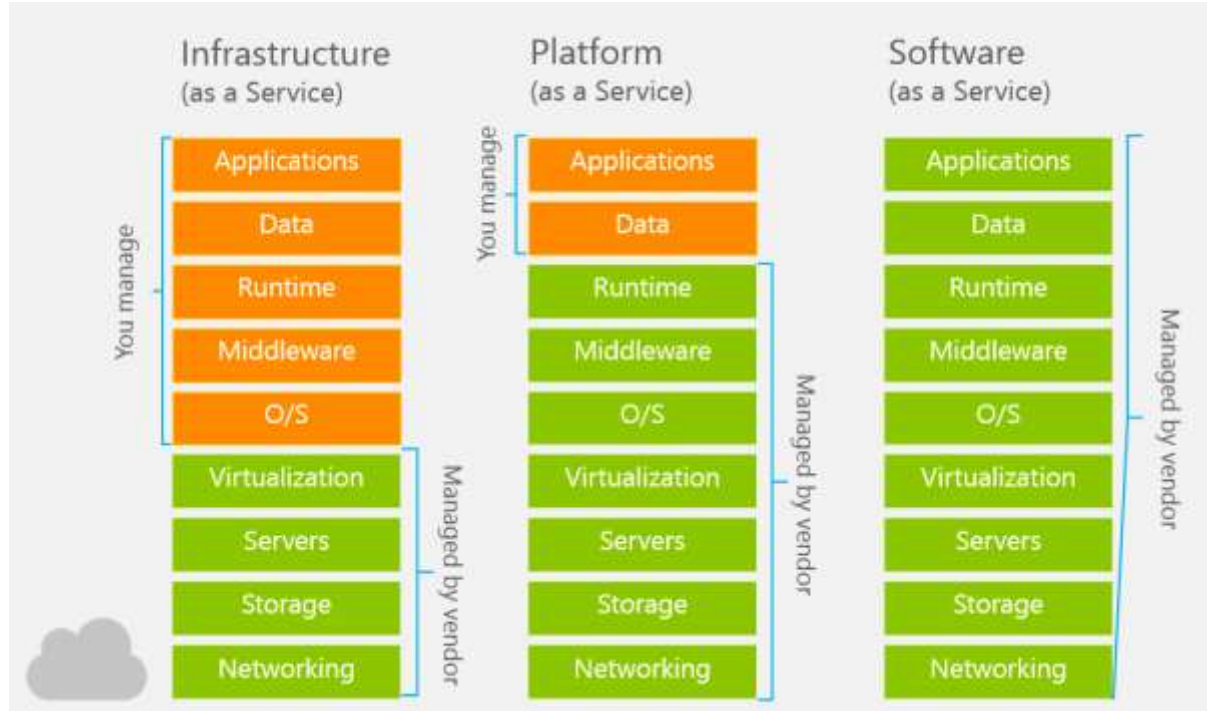 Infrastructure
(as a Service)
You manage
Applications
Data
Runtime
Middleware
O/S
Virtualization
Servers
Storage
Networking
Managed by vendor
Platform
(as a Service)
You manage
Applications
Data
Runtime
Middleware
O/S
Virtualization
Servers
Storage
Networking
Managed by vendor
Software
(as a Service)
Applications
Data
Runtime
Middleware
O/S
Virtualization
Servers
Storage
Networking
Managed by vendor